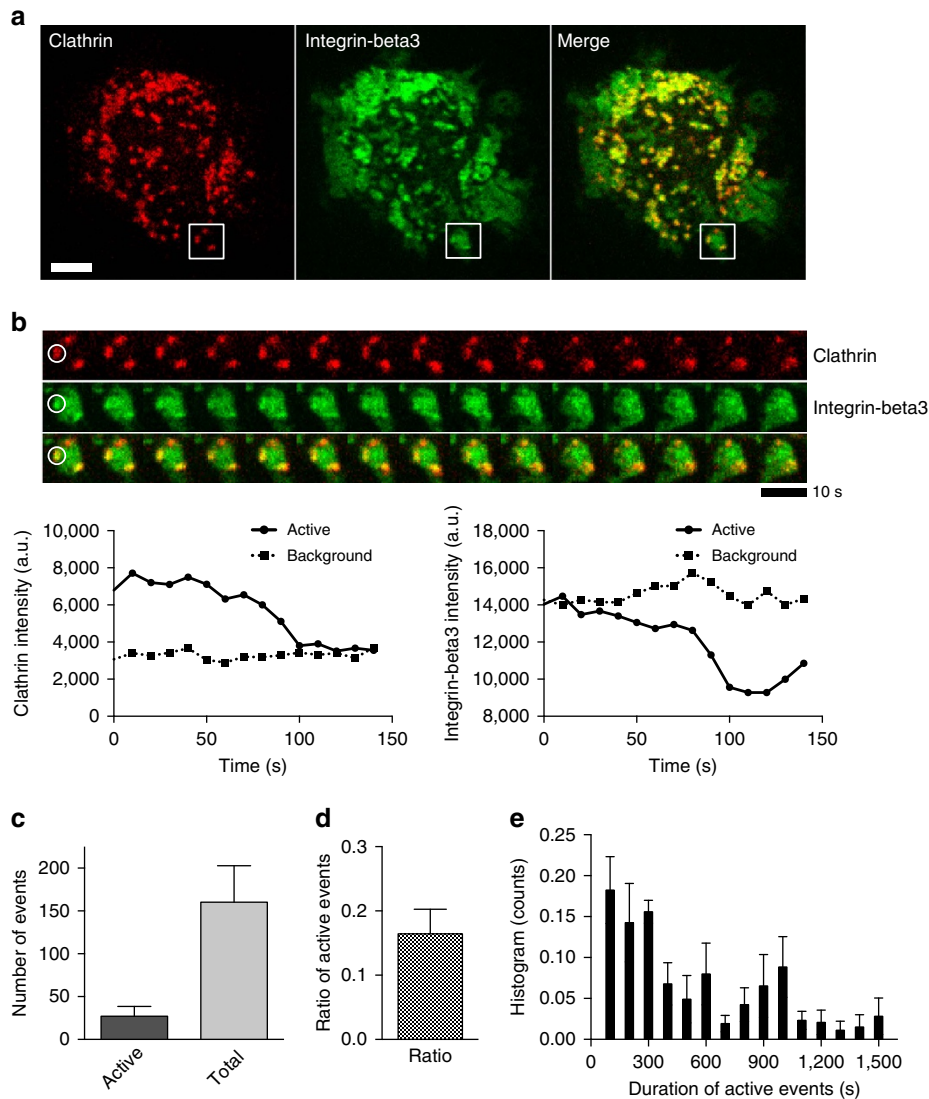 a
Clathrin
Integrin-beta3
Merge
b
Clathrin
Integrin-beta3
10 s
Clathrin intensity (a.u.)
10,000
8,000
6,000
4,000
2,000
0
Active
Background
0
50
100
150
Time (s)
Integrin-beta3 intensity (a.u.)
18,000
16,000
14,000
12,000
10,000
8,000
Active
Background
0
50
100
150
Time (s)
c
Number of events
200
150
100
50
0
Active
Total
d
Ratio of active events
0.3
0.2
0.1
0.0
Ratio
e
Histogram (counts)
0.25
0.20
0.15
0.10
0.05
0.00
0
300
600
900
1,200
1,500
Duration of active events (s)